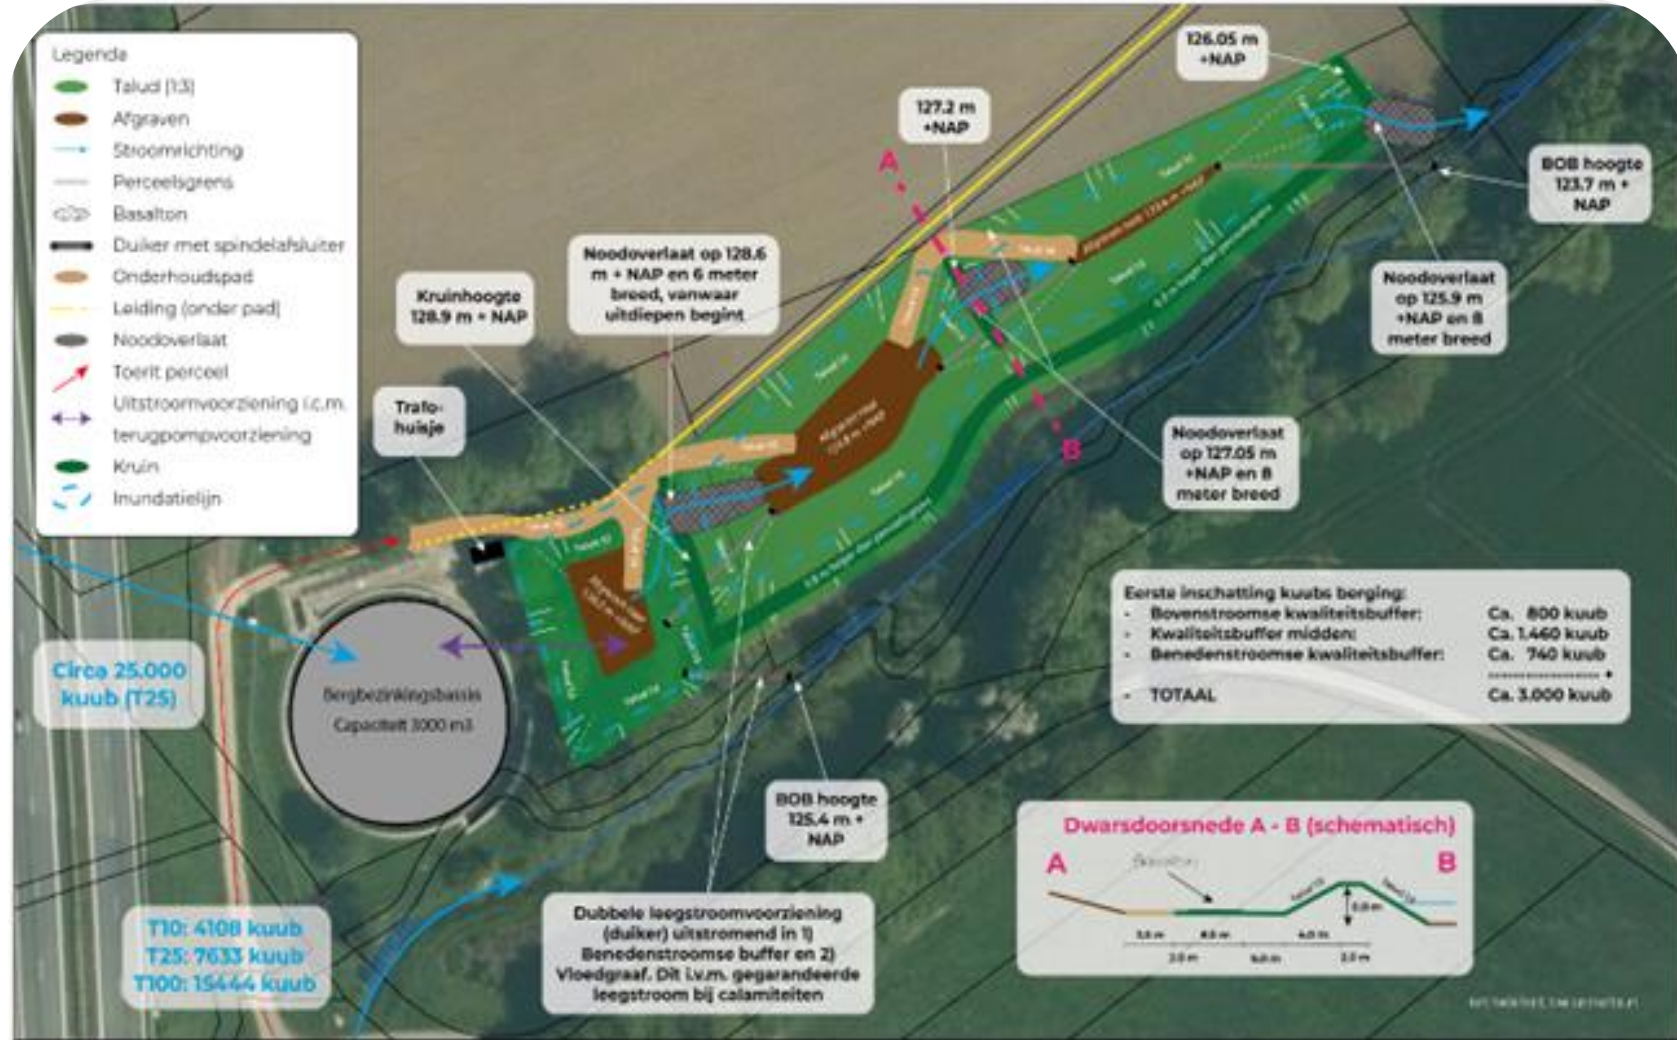 Legenda
Talud (1:3)
Afgraven
Stroomrichting
Perceelsgrens
Basalton
Duiker met spindelafsluiter
Onderhoudspad
Leiding (onder pad)
Noodoverlaat
Toerit perceel
Uitstroomvoorziening i.c.m.
terugpompvoorziening
Kruin
Inundatielijn
126.05 m
+NAP
127.2 m
+NAP
A
BOB hoogte
123.7 m +
NAP
Noodoverlaat op 128.6
m + NAP en 6 meter
breed, vanwaar
uitdiepen begint
Kruinhoogte
128.9 m + NAP
Noodoverlaat
op 125.9 m
+NAP en 8
meter breed
Trafo-
huisje
B
Noodoverlaat
op 127.05 m
+NAP en 8
meter breed
Circa 25.000
kuub (T25)
Bergbezinkingsbassin
Capaciteit 3000 m3
Eerste inschatting kuubs berging:
- Bovenstroomse kwaliteitsbuffer: Ca. 800 kuub
- Kwaliteitsbuffer midden: Ca. 1.460 kuub
- Benedenstroomse kwaliteitsbuffer: Ca. 740 kuub
- TOTAAL Ca. 3.000 kuub
BOB hoogte
125.4 m +
NAP
Dwarsdoorsnede A - B (schematisch)
A B
Dubbele leegstroomvoorziening
(duiker) uitstromend in 1)
Benedenstroomse buffer en 2)
Vloedgraaf. Dit i.v.m. gegarandeerde
leegstroom bij calamiteiten
T10: 4108 kuub
T25: 7633 kuub
T100: 15444 kuub